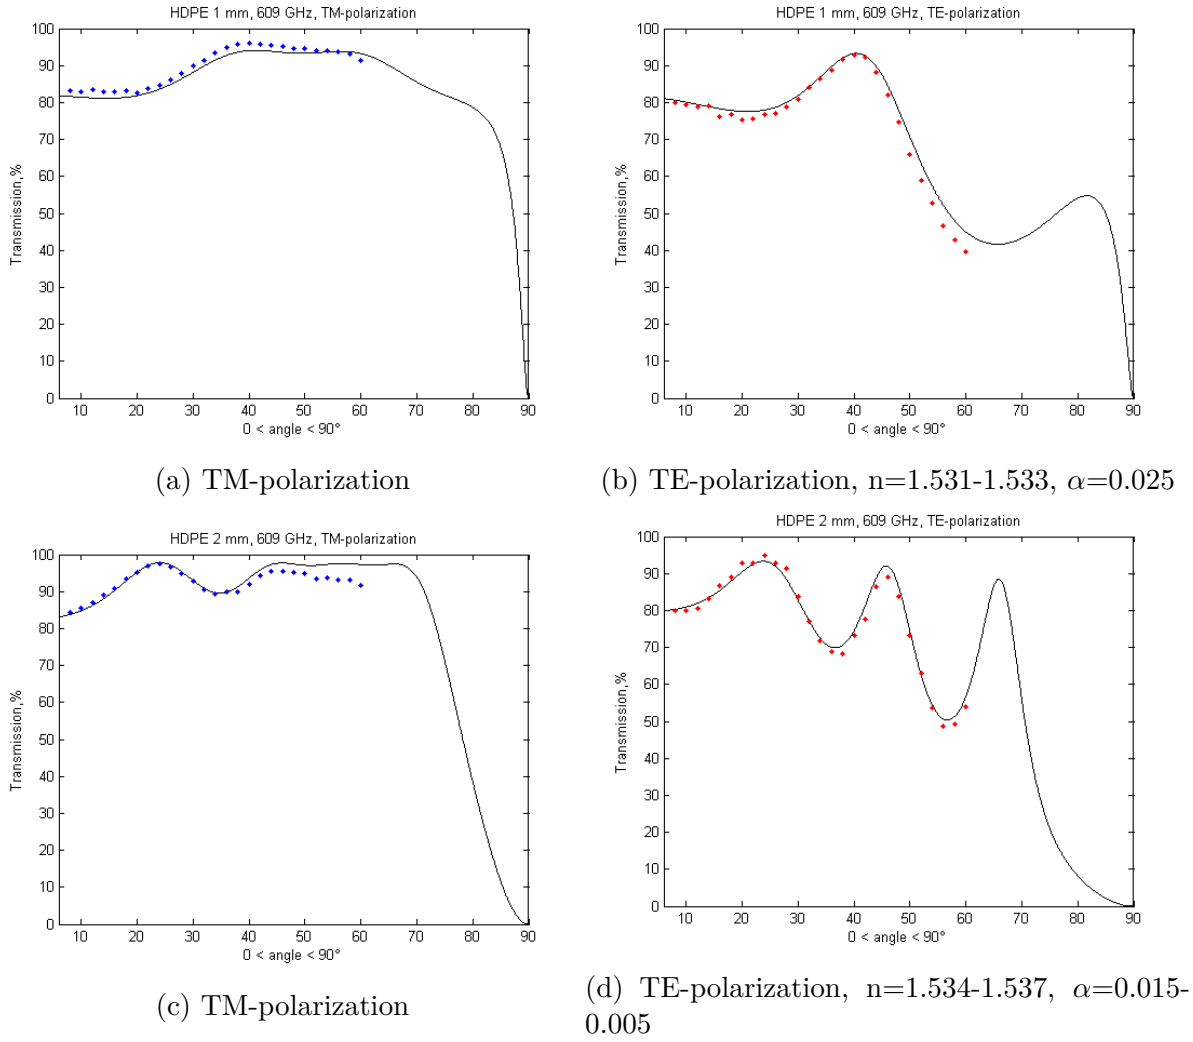 HDPE 1 mm, 609 GHz, TM-polarization
100
90
80
70
60
50
40
30
20
10
0
Transmission,%
10 20 30 40 50 60 70 80 90
0 < angle < 90°
(a) TM-polarization
HDPE 1 mm, 609 GHz, TE-polarization
100
90
80
70
60
50
40
30
20
10
0
Transmission,%
10 20 30 40 50 60 70 80 90
0 < angle < 90°
(b) TE-polarization, n=1.531-1.533, α=0.025
HDPE 2 mm, 609 GHz, TM-polarization
100
90
80
70
60
50
40
30
20
10
0
Transmission,%
10 20 30 40 50 60 70 80 90
0 < angle < 90°
(c) TM-polarization
HDPE 2 mm, 609 GHz, TE-polarization
100
90
80
70
60
50
40
30
20
10
0
Transmission,%
10 20 30 40 50 60 70 80 90
0 < angle < 90°
(d) TE-polarization, n=1.534-1.537, α=0.015-
0.005